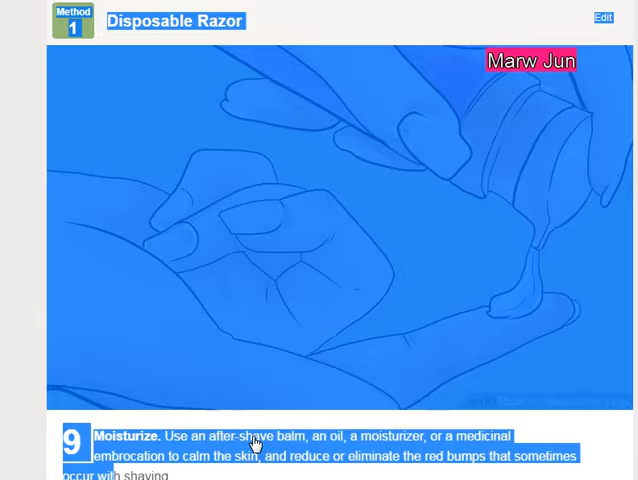 Method
1
Disposable Razor
Edit
Marw Jun
9
Moisturize. Use an after-shave balm, an oil, a moisturizer, or a medicinal
embrocation to calm the skin, and reduce or eliminate the red bumps that sometimes
occur with shaving